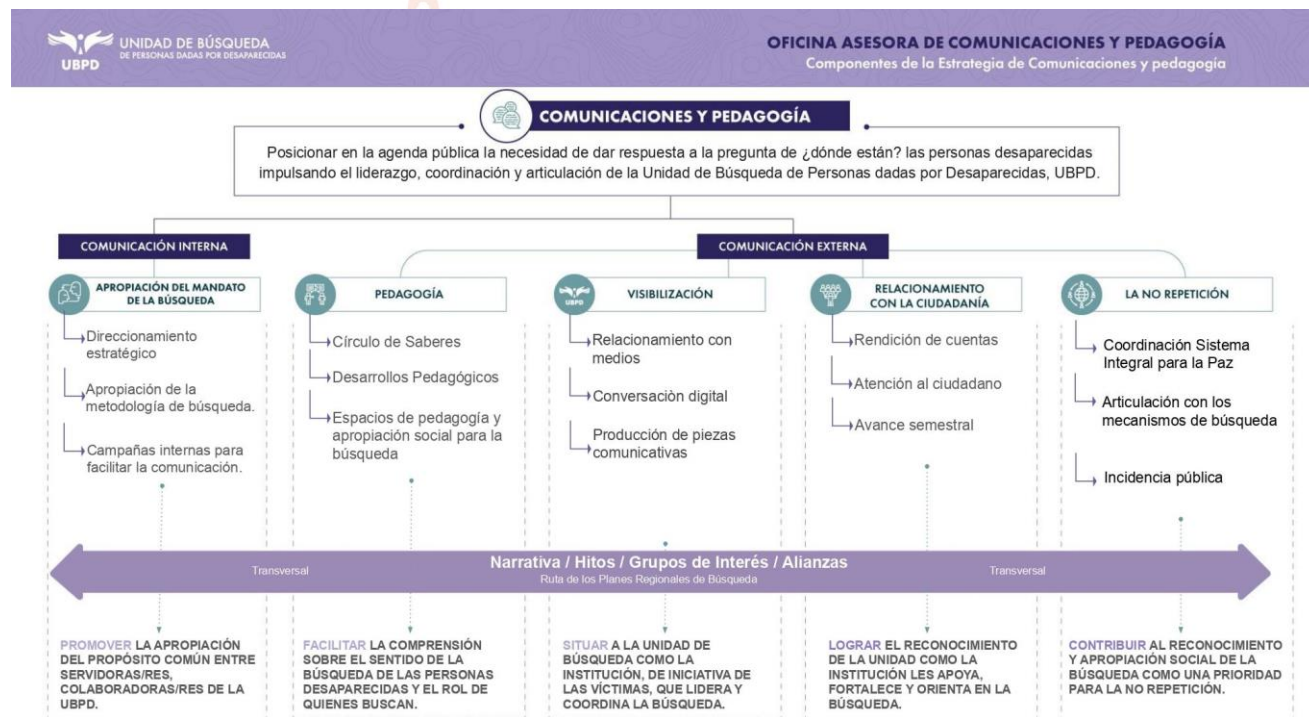 UNIDAD DE BÚSQUEDA
DE PERSONAS DADAS POR DESAPARECIDAS
UBPD
OFICINA ASESORA DE COMUNICACIONES Y PEDAGOGÍA
Componentes de la Estrategia de Comunicaciones y pedagogía
COMUNICACIONES Y PEDAGOGÍA
Posicionar en la agenda pública la necesidad de dar respuesta a la pregunta de ¿dónde están? las personas desaparecidas
impulsando el liderazgo, coordinación y articulación de la Unidad de Búsqueda de Personas dadas por Desaparecidas, UBPD.
COMUNICACIÓN INTERNA
COMUNICACIÓN EXTERNA
APROPIACIÓN DEL MANDATO
DE LA BÚSQUEDA
Direccionamiento
estratégico
Apropiación de la
metodología de búsqueda.
Campañas internas para
facilitar la comunicación.
PEDAGOGÍA
Círculo de Saberes
Desarrollos Pedagógicos
Espacios de pedagogía y
apropiación social para la
búsqueda
UBPD
VISIBILIZACIÓN
Relacionamiento con
medios
Conversaciòn digital
Producción de piezas
comunicativas
RELACIONAMIENTO
CON LA CIUDADANÍA
Rendición de cuentas
Atención al ciudadano
Avance semestral
LA NO REPETICIÓN
Coordinación Sistema
Integral para la Paz
Articulación con los
mecanismos de búsqueda
Incidencia pública
Narrativa / Hitos / Grupos de Interés / Alianzas
Transversal
Ruta de los Planes Regionales de Búsqueda
Transversal
PROMOVER LA APROPIACIÓN
DEL PROPÓSITO COMÚN ENTRE
SERVIDORAS/RES,
COLABORADORAS/RES DE LA
UBPD.
FACILITAR LA COMPRENSIÓN
SOBRE EL SENTIDO DE LA
BÚSQUEDA DE LAS PERSONAS
DESAPARECIDAS Y EL ROL DE
QUIENES BUSCAN.
SITUAR A LA UNIDAD DE
BÚSQUEDA COMO LA
INSTITUCIÓN, DE INICIATIVA DE
LAS VÍCTIMAS, QUE LIDERA Y
COORDINA LA BÚSQUEDA.
LOGRAR EL RECONOCIMIENTO
DE LA UNIDAD COMO LA
INSTITUCIÓN LES APOYA,
FORTALECE Y ORIENTA EN LA
BÚSQUEDA.
CONTRIBUIR AL RECONOCIMIENTO
Y APROPIACIÓN SOCIAL DE LA
BÚSQUEDA COMO UNA PRIORIDAD
PARA LA NO REPETICIÓN.